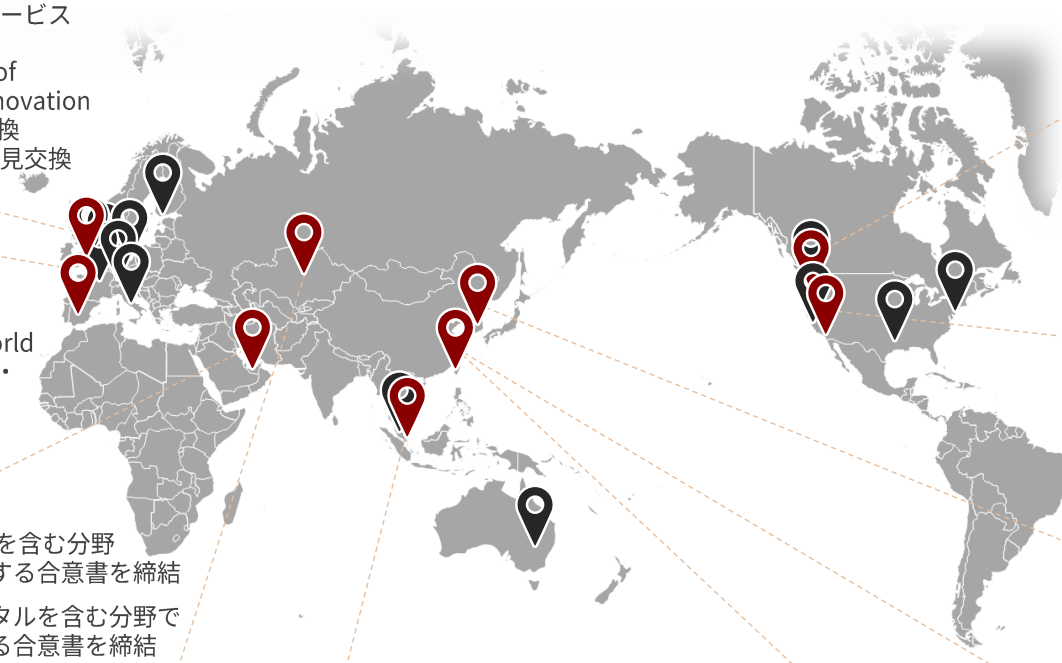 ービス
of
novation
換
見交換
orld
・
を含む分野
する合意書を締結
タルを含む分野で
る合意書を締結